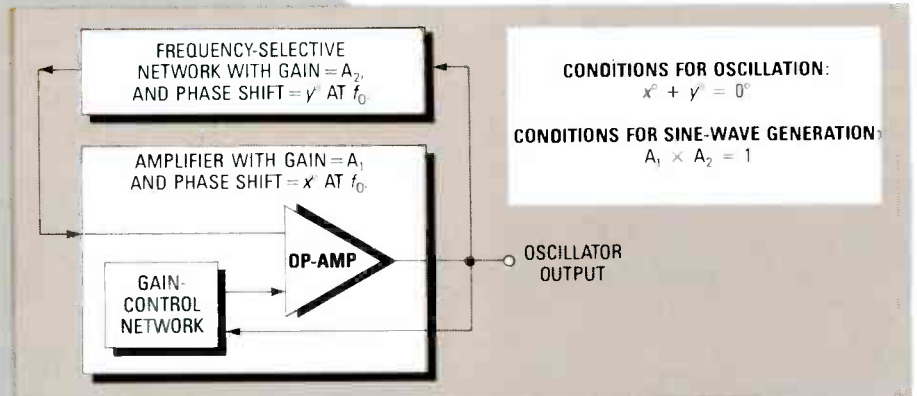 FREQUENCY-SELECTIVE
NETWORK WITH GAIN = A₂,
AND PHASE SHIFT = y° AT f₀.
AMPLIFIER WITH GAIN = A₁
AND PHASE SHIFT = x° AT f₀.
OP-AMP
GAIN-
CONTROL
NETWORK
OSCILLATOR
OUTPUT
CONDITIONS FOR OSCILLATION:
x° + y° = 0°
CONDITIONS FOR SINE-WAVE GENERATION:
A₁ × A₂ = 1